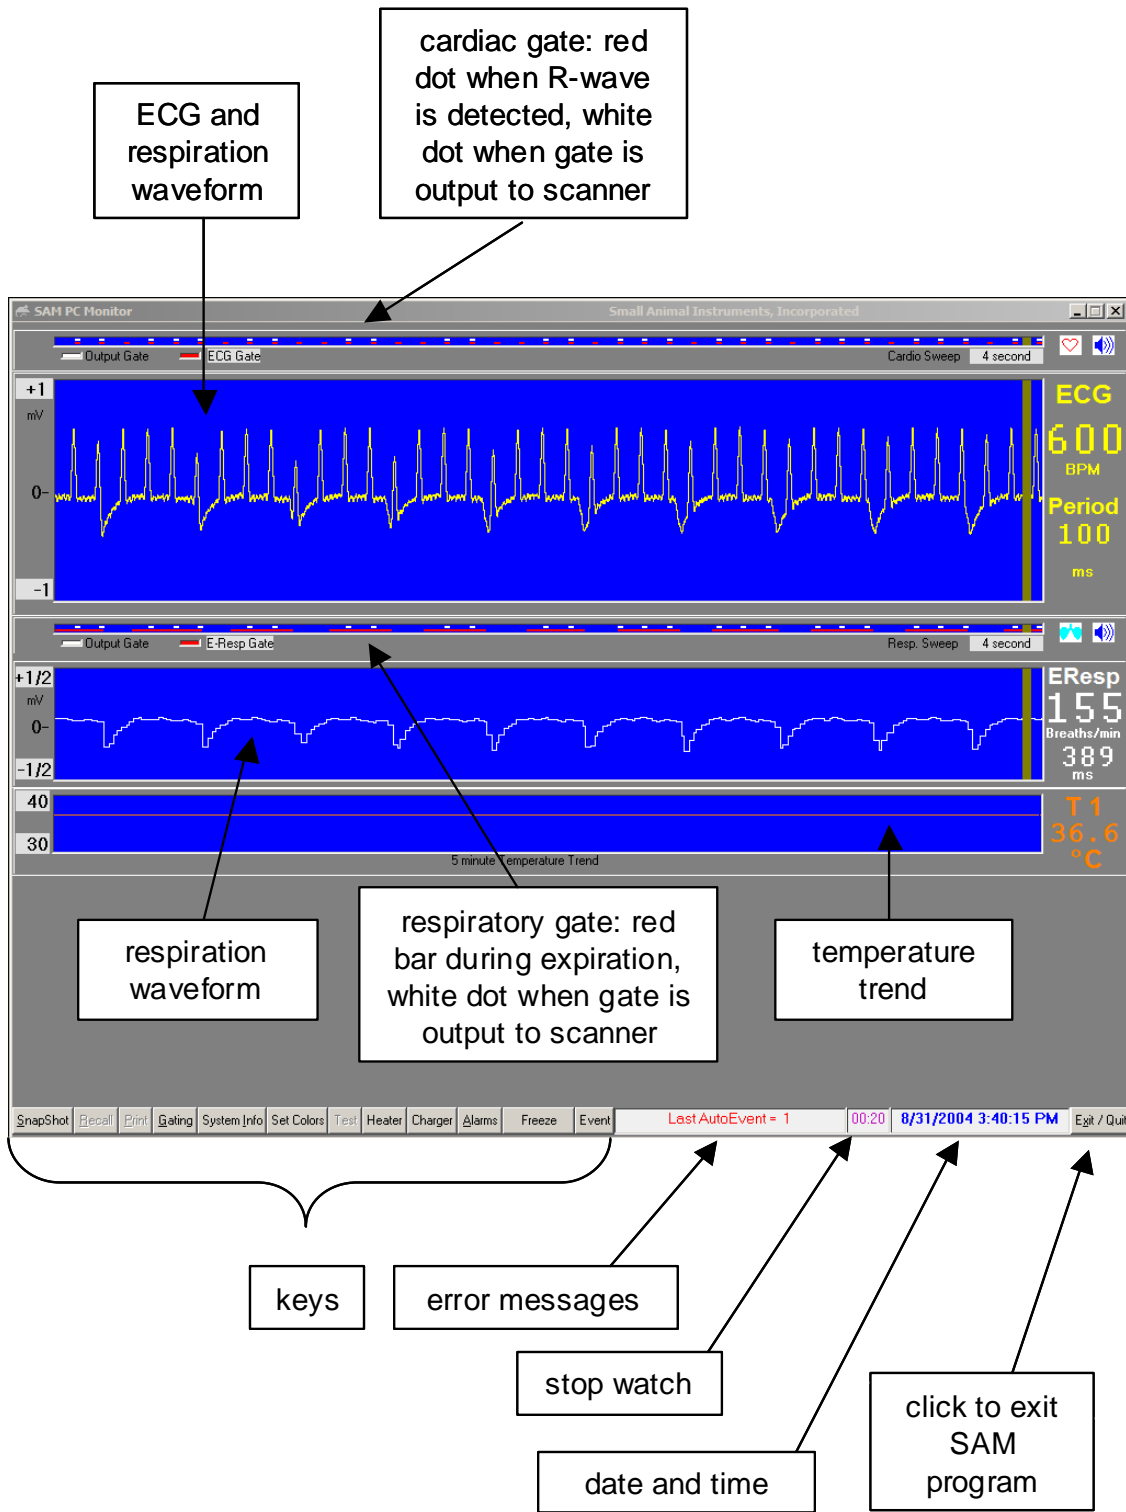 cardiac gate: red
dot when R-wave
is detected, white
dot when gate is
output to scanner
ECG and
respiration
waveform
SAM PC Monitor
Small Animal Instruments, Incorporated
Output Gate
ECG Gate
Cardio Sweep
4 second
+1
mV
0-
-1
ECG
600
BPM
Period
100
ms
Output Gate
E-Resp Gate
Resp. Sweep
4 second
+1/2
mV
0-
-1/2
EResp
155
Breaths/min
389
ms
40
30
5 minute Temperature Trend
T1
36.6
°C
respiration
waveform
respiratory gate: red
bar during expiration,
white dot when gate is
output to scanner
temperature
trend
SnapShot Recall Print Gating System Info Set Colors Test Heater Charger Alarms Freeze Event Last AutoEvent = 1 00:20 8/31/2004 3:40:15 PM Exit / Quit
keys
error messages
stop watch
date and time
click to exit
SAM
program